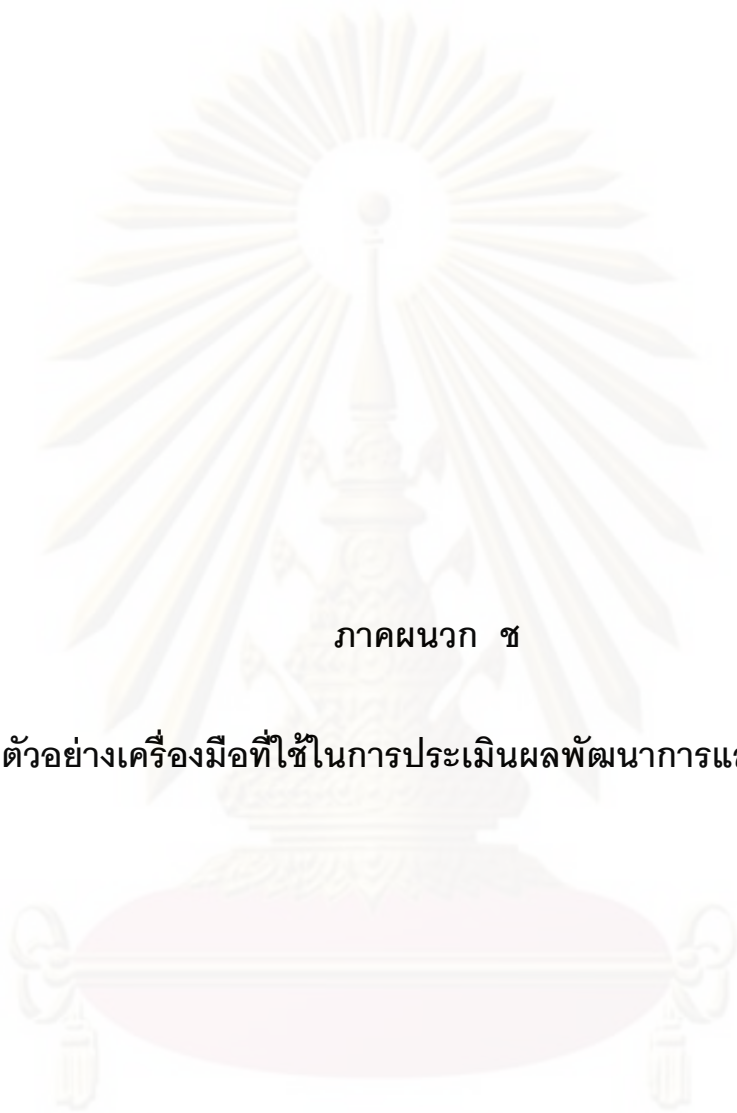 ภาคผนวก ช
ตัวอย่างเครื่องมือที่ใช้ในการประเมินผลพัฒนาการแ